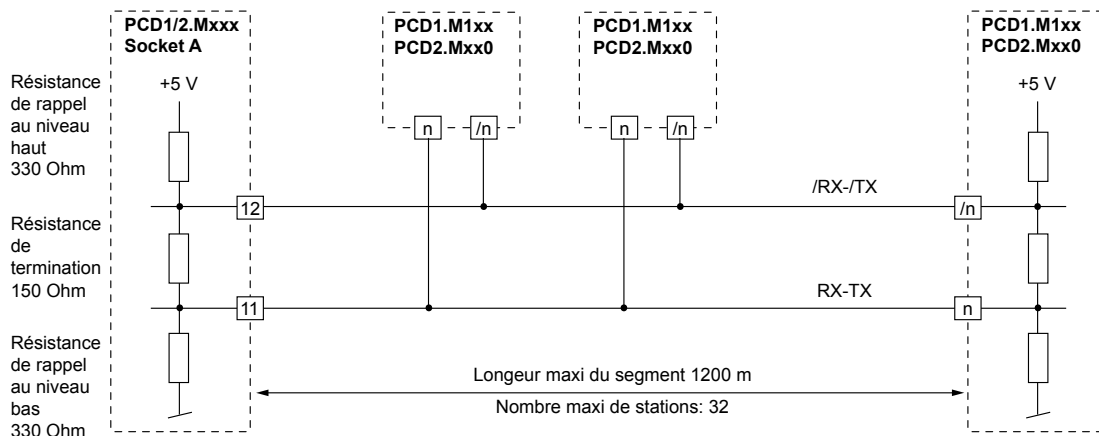 PCD1/2.Mxxx
Socket A
PCD1.M1xx
PCD2.Mxx0
PCD1.M1xx
PCD2.Mxx0
PCD1.M1xx
PCD2.Mxx0
Résistance
de rappel
au niveau
haut
330 Ohm
+5 V
+5 V
n
/n
n
/n
/RX-/TX
12
/n
Résistance
de
termination
150 Ohm
RX-TX
11
n
Résistance
de rappel
au niveau
bas
330 Ohm
Longeur maxi du segment 1200 m
Nombre maxi de stations: 32